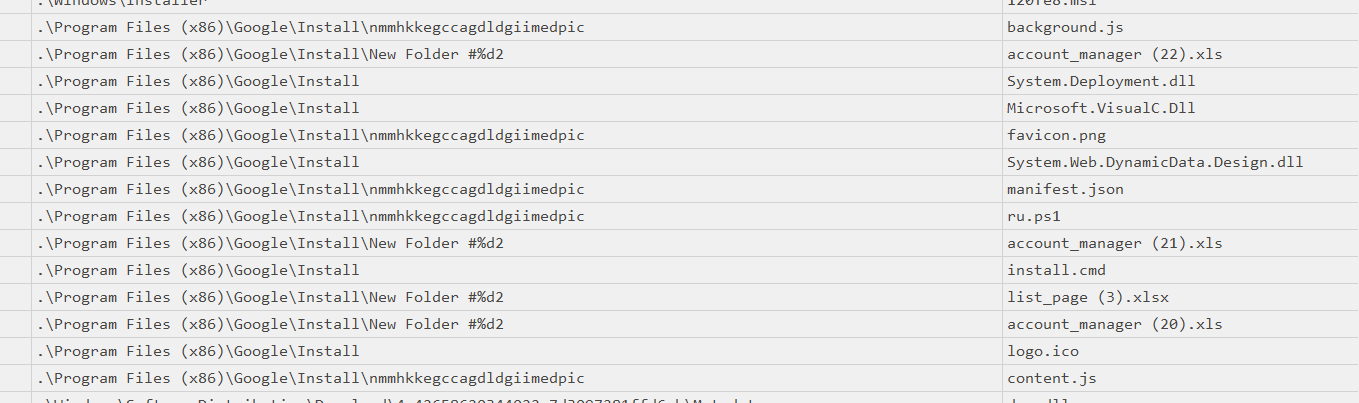 .\Windows\Installer 120fe8.msi
.\Program Files (x86)\Google\Install\nmmhkkegccagdldgiimedpic background.js
.\Program Files (x86)\Google\Install\New Folder #%d2 account_manager (22).xls
.\Program Files (x86)\Google\Install System.Deployment.dll
.\Program Files (x86)\Google\Install Microsoft.VisualC.Dll
.\Program Files (x86)\Google\Install\nmmhkkegccagdldgiimedpic favicon.png
.\Program Files (x86)\Google\Install System.Web.DynamicData.Design.dll
.\Program Files (x86)\Google\Install\nmmhkkegccagdldgiimedpic manifest.json
.\Program Files (x86)\Google\Install\nmmhkkegccagdldgiimedpic ru.ps1
.\Program Files (x86)\Google\Install\New Folder #%d2 account_manager (21).xls
.\Program Files (x86)\Google\Install install.cmd
.\Program Files (x86)\Google\Install\New Folder #%d2 list_page (3).xlsx
.\Program Files (x86)\Google\Install\New Folder #%d2 account_manager (20).xls
.\Program Files (x86)\Google\Install logo.ico
.\Program Files (x86)\Google\Install\nmmhkkegccagdldgiimedpic content.js